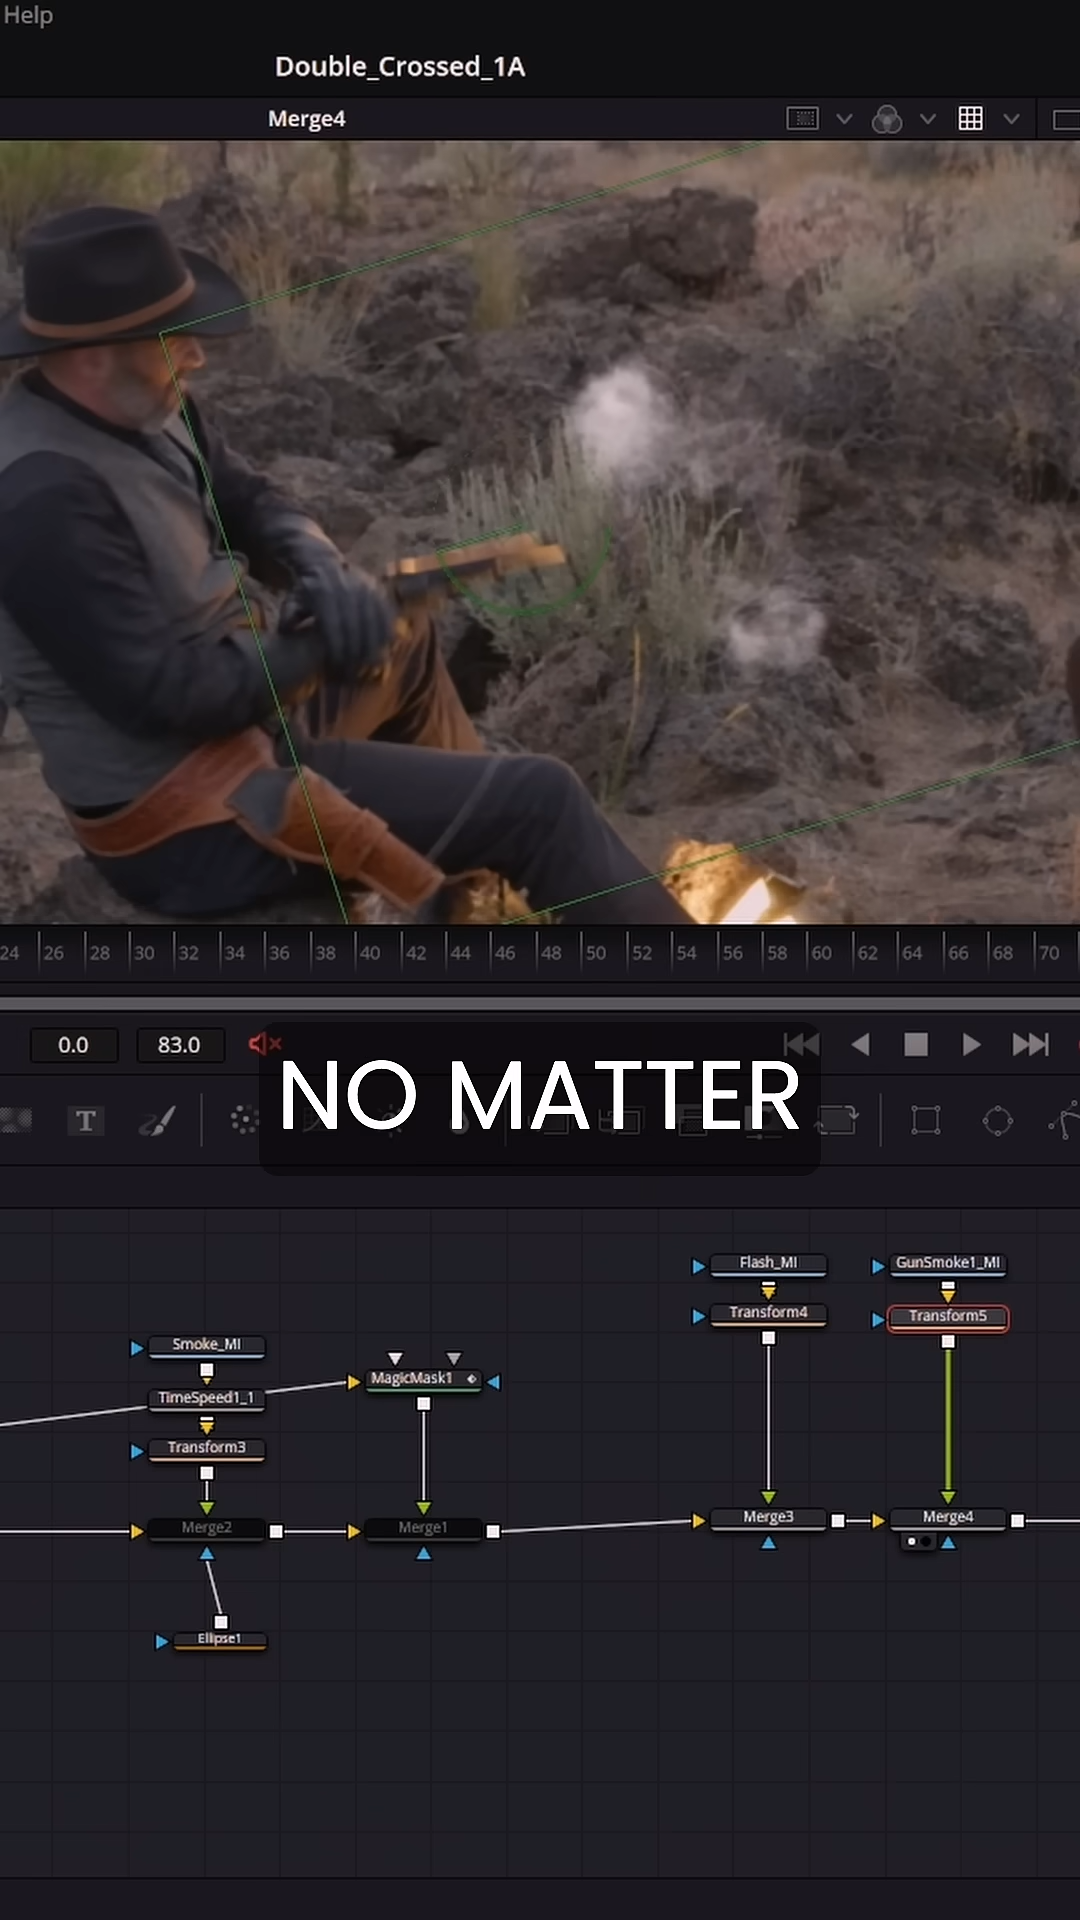 Help
Double_Crossed_1A
Merge4
24 26 28 30 32 34 36 38 40 42 44 46 48 50 52 54 56 58 60 62 64 66 68 70
0.0 83.0
NO MATTER
T
Flash_MI GunSmoke1_MI
Transform4 Transform5
Smoke_MI
MagicMask1
TimeSpeed1_1
Transform3
Merge2 Merge1 Merge3 Merge4
Ellipse1